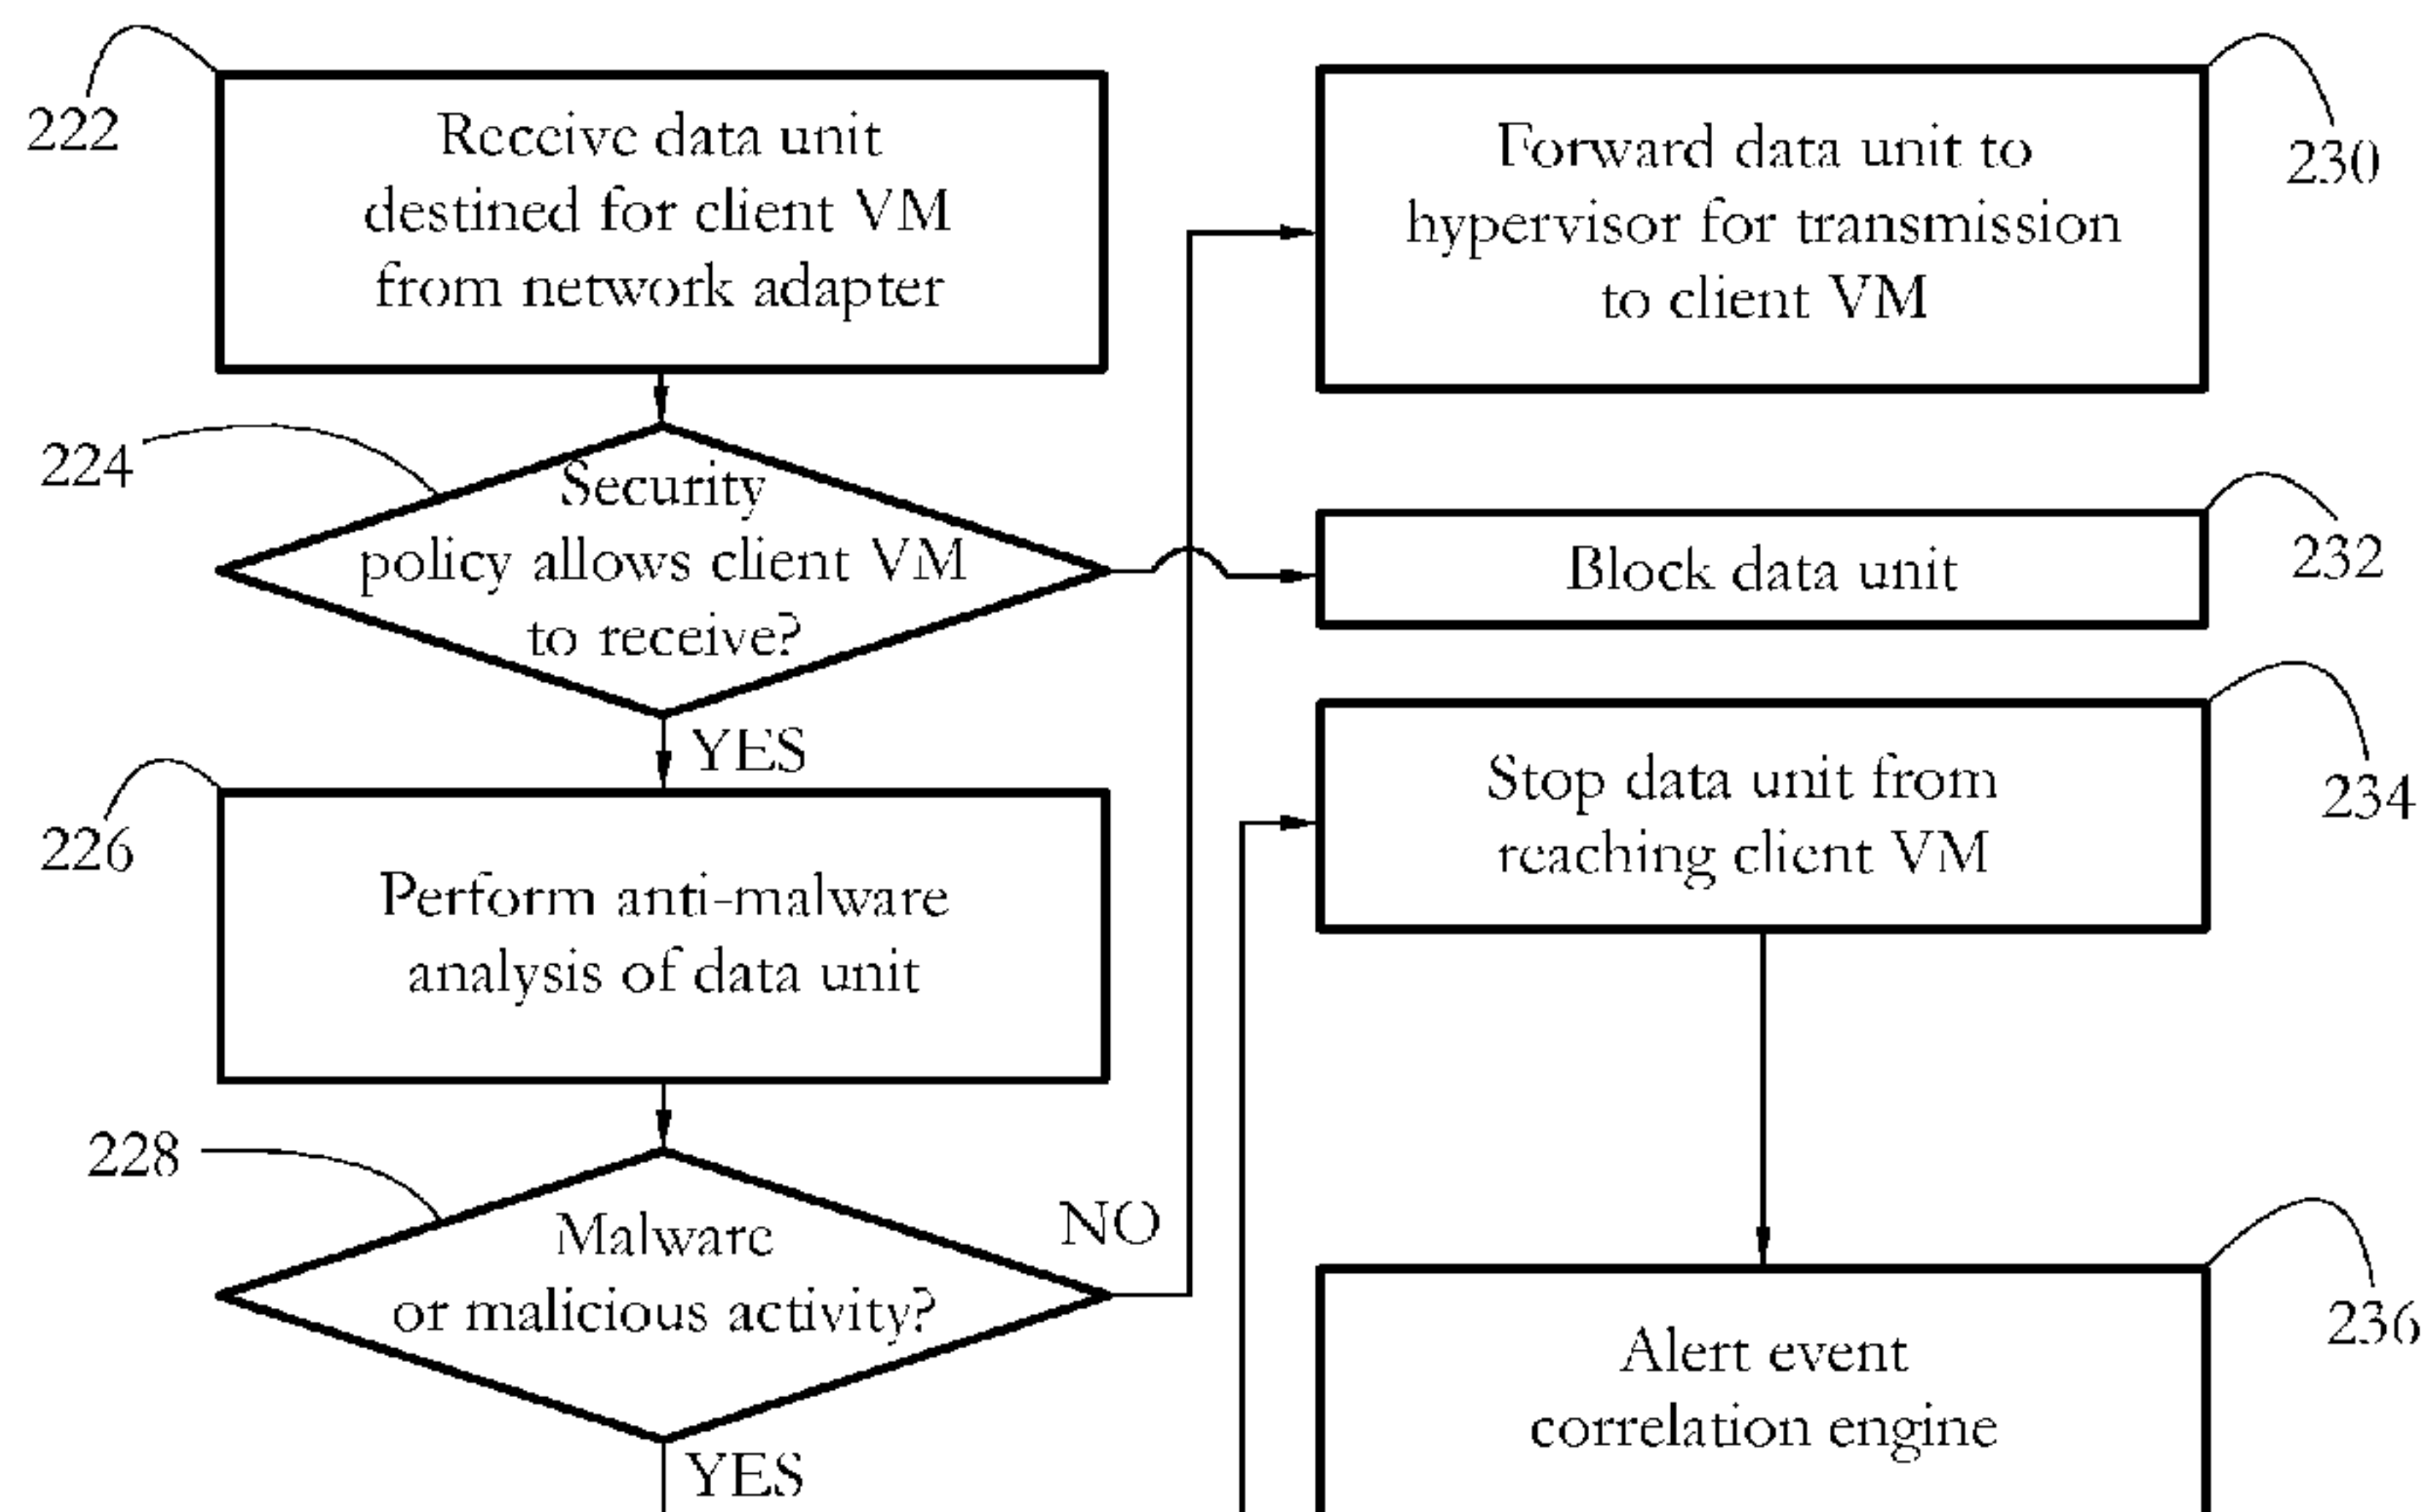 222
Receive data unit
destined for client VM
from network adapter
224
Security
policy allows client VM
to receive?
YES
226
Perform anti-malware
analysis of data unit
228
Malware
or malicious activity?
NO
YES
Forward data unit to
hypervisor for transmission
to client VM
230
Block data unit
232
Stop data unit from
reaching client VM
234
Alert event
correlation engine
236